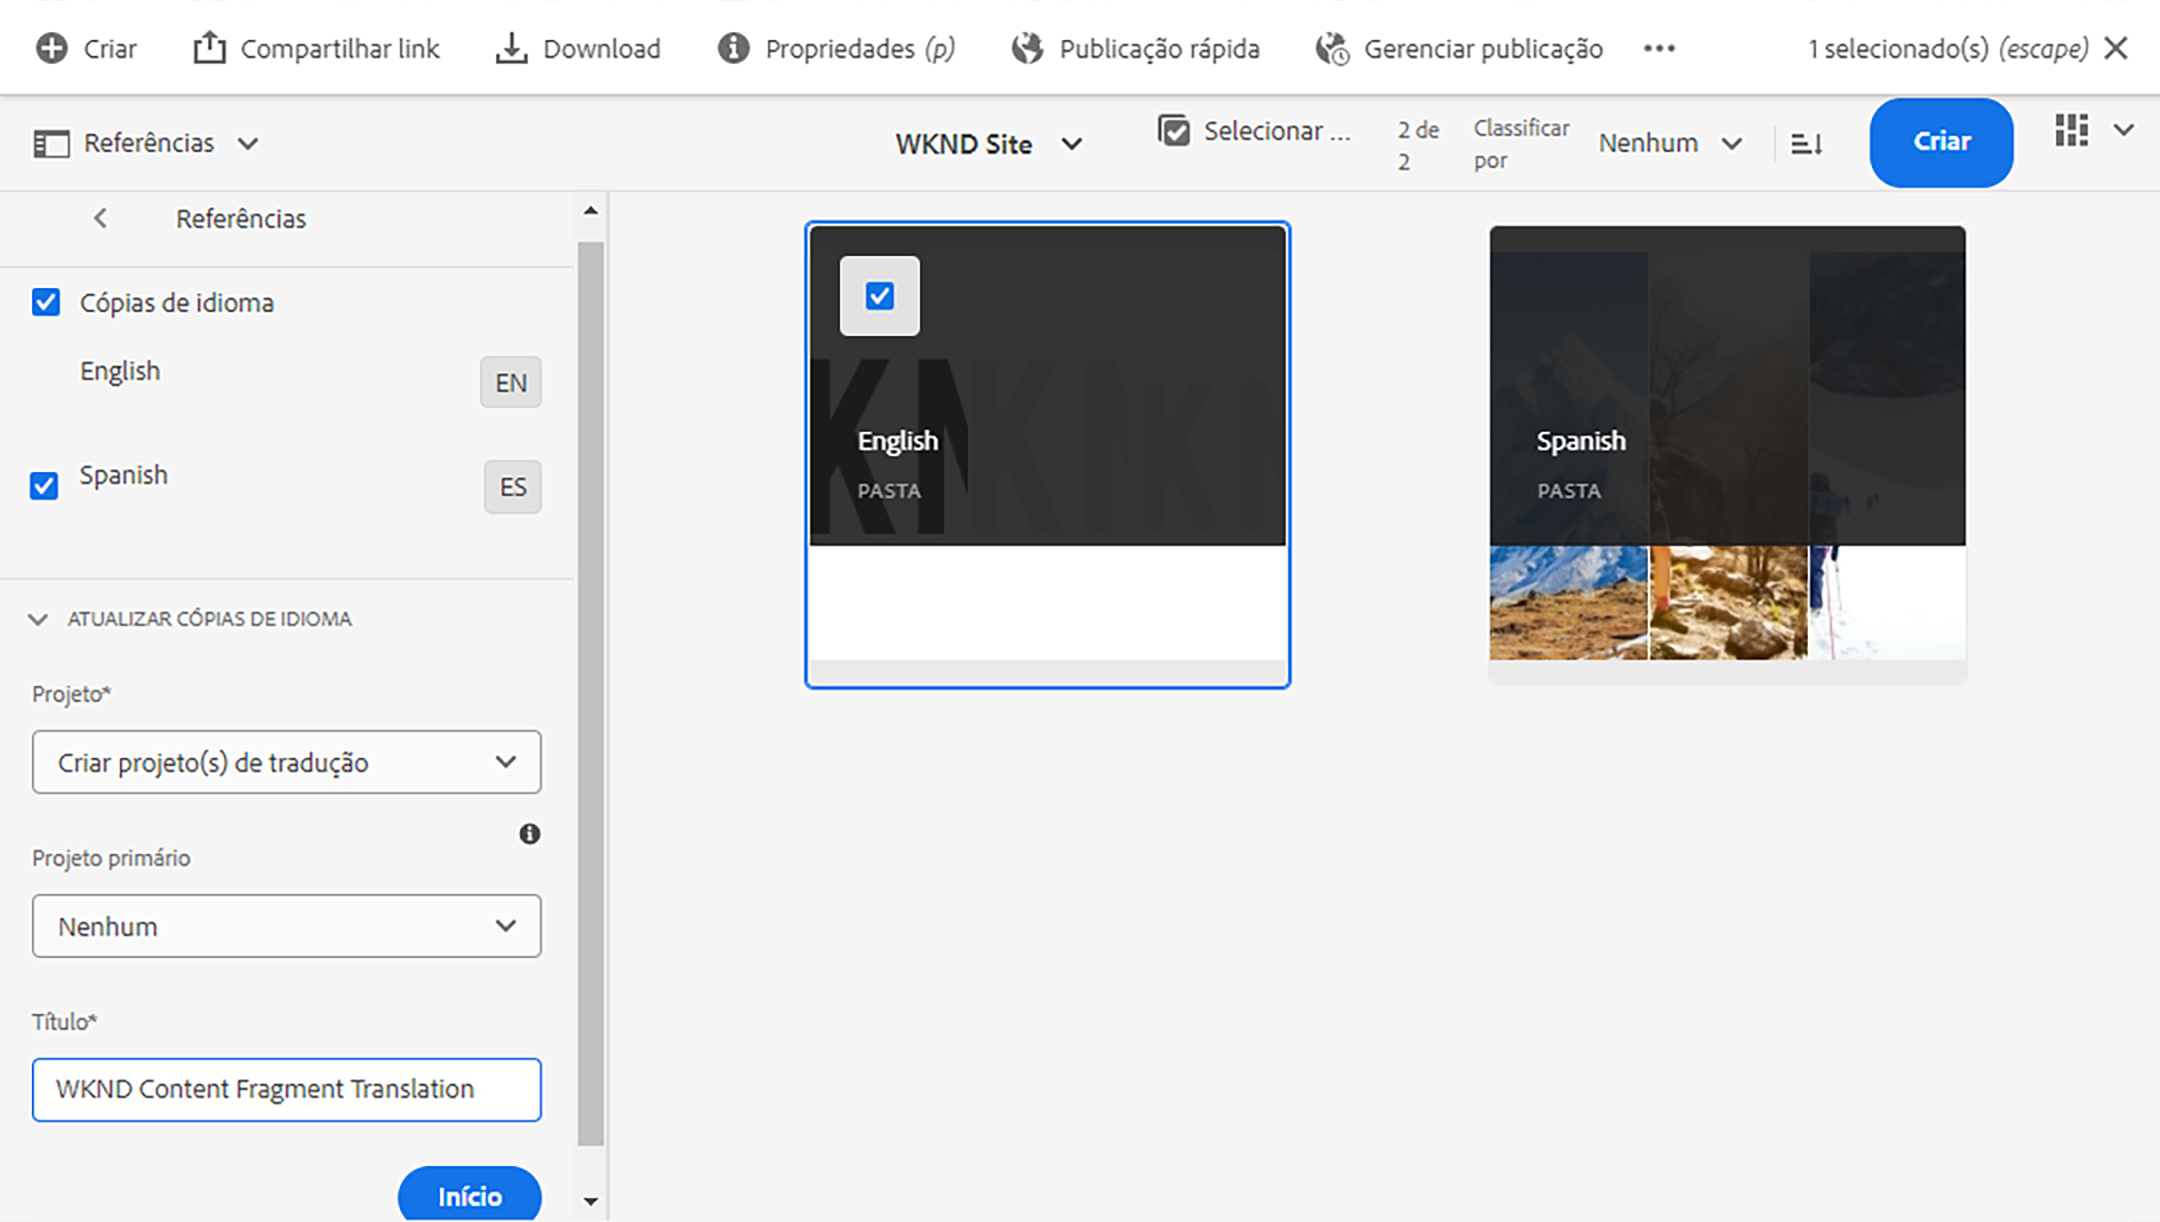 Criar
Compartilhar link
Download
Propriedades (p)
Publicação rápida
Gerenciar publicação
1 selecionado(s) (escape)
Referências
WKND Site
Selecionar ...
2 de
2
Classificar
por
Nenhum
Criar
Referências
Cópias de idioma
English
EN
Spanish
ES
ATUALIZAR CÓPIAS DE IDIOMA
Projeto*
Criar projeto(s) de tradução
Projeto primário
Nenhum
Título*
WKND Content Fragment Translation
Início
English
PASTA
Spanish
PASTA